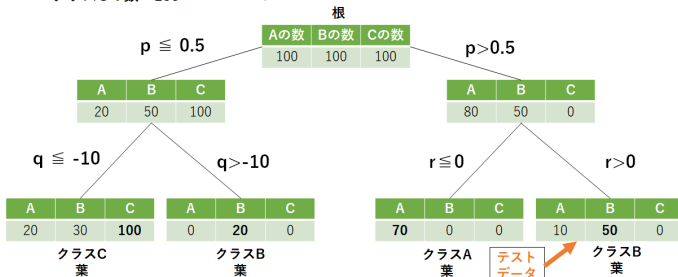 根
Aの数 Bの数 Cの数
100 100 100
p ≦ 0.5
p>0.5
A B C
20 50 100
A B C
80 50 0
q ≦ -10
q>-10
r≦0
r>0
A B C
20 30 100
A B C
0 20 0
A B C
70 0 0
A B C
10 50 0
クラスC
葉
クラスB
葉
クラスA
葉
テスト
データ
クラスB
葉